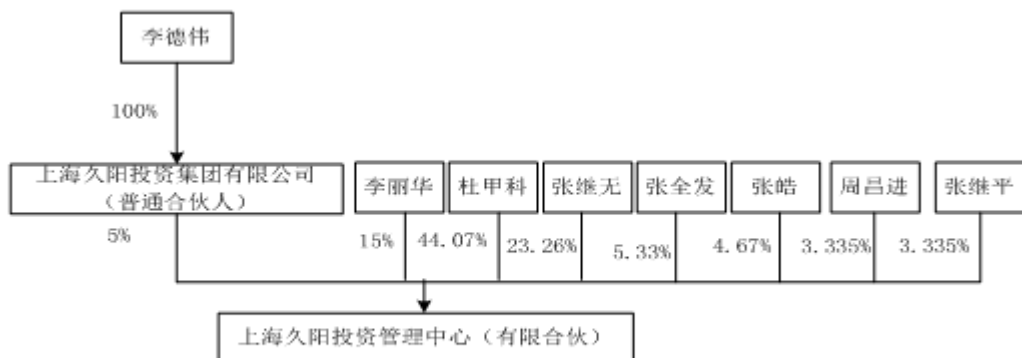 李德伟
100%
上海久阳投资集团有限公司
（普通合伙人）
李丽华
杜甲科
张继无
张全发
张皓
周昌进
张继平
5%
15%
44.07%
23.26%
5.33%
4.67%
3.335%
3.335%
上海久阳投资管理中心（有限合伙）